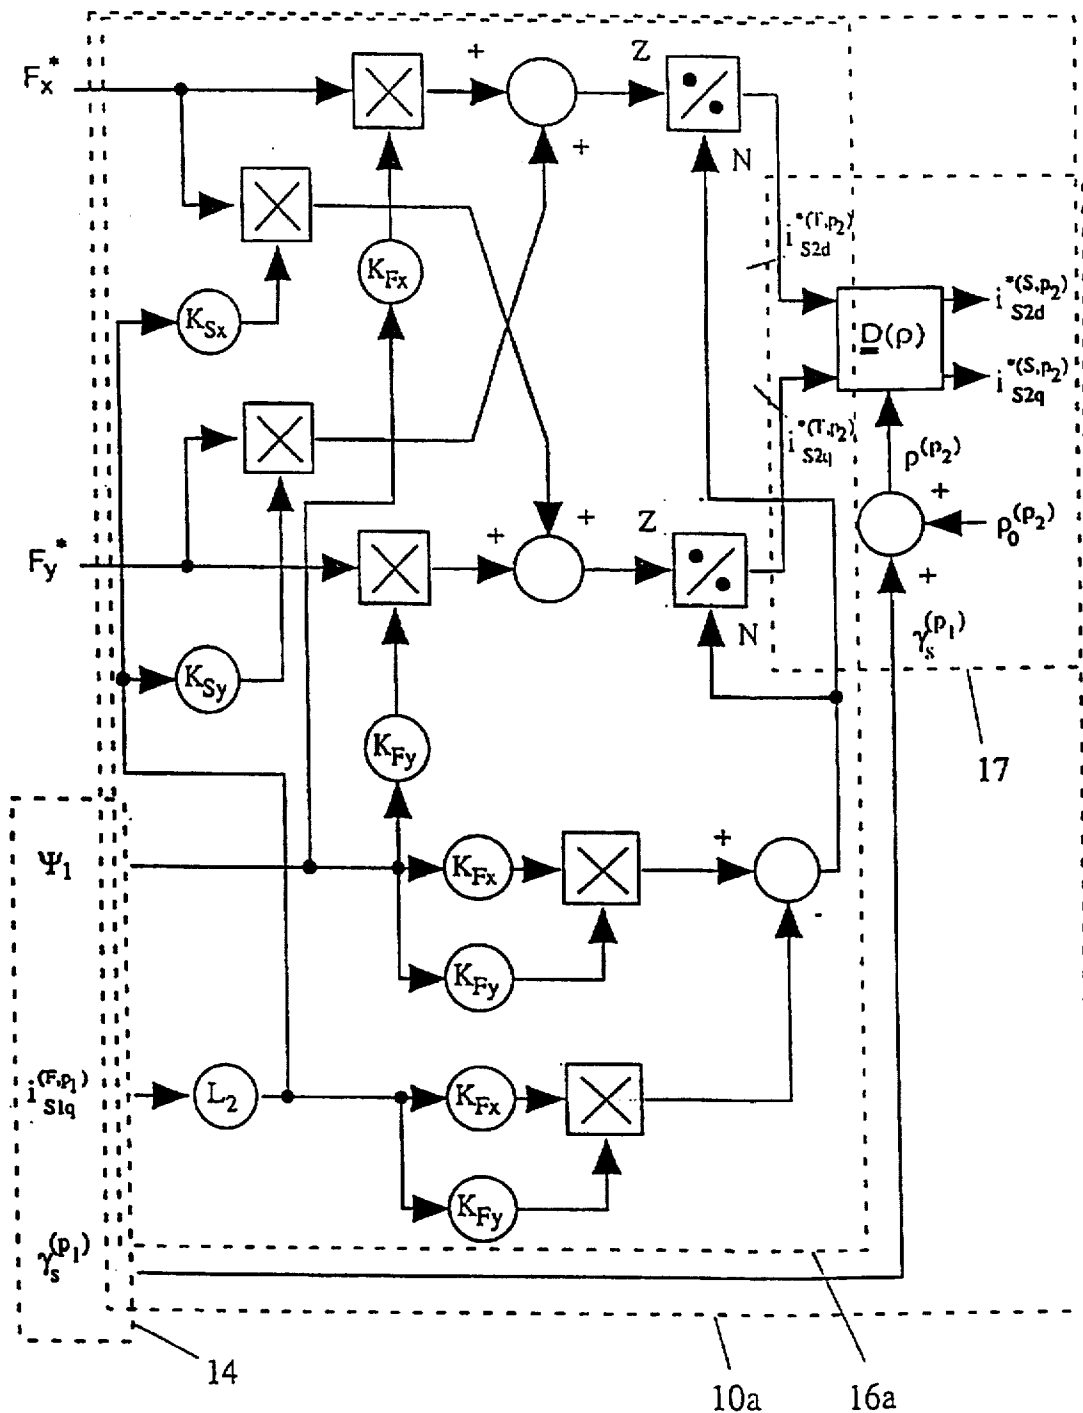 +
Z
Fx*
+
N
i*(T,p2)S2d
KFx
KSx
i*(S,p2)S2d
D(ρ)
i*(S,p2)S2q
i*(T,p2)S2q
ρ(p2)
+
ρ0(p2)
Z
+
+
Fy*
+
γs(p1)
N
KSy
KFy
17
+
Ψ1
KFx
-
KFy
i(F,p1)S1q
L2
KFx
KFy
γs(p1)
14
10a
16a